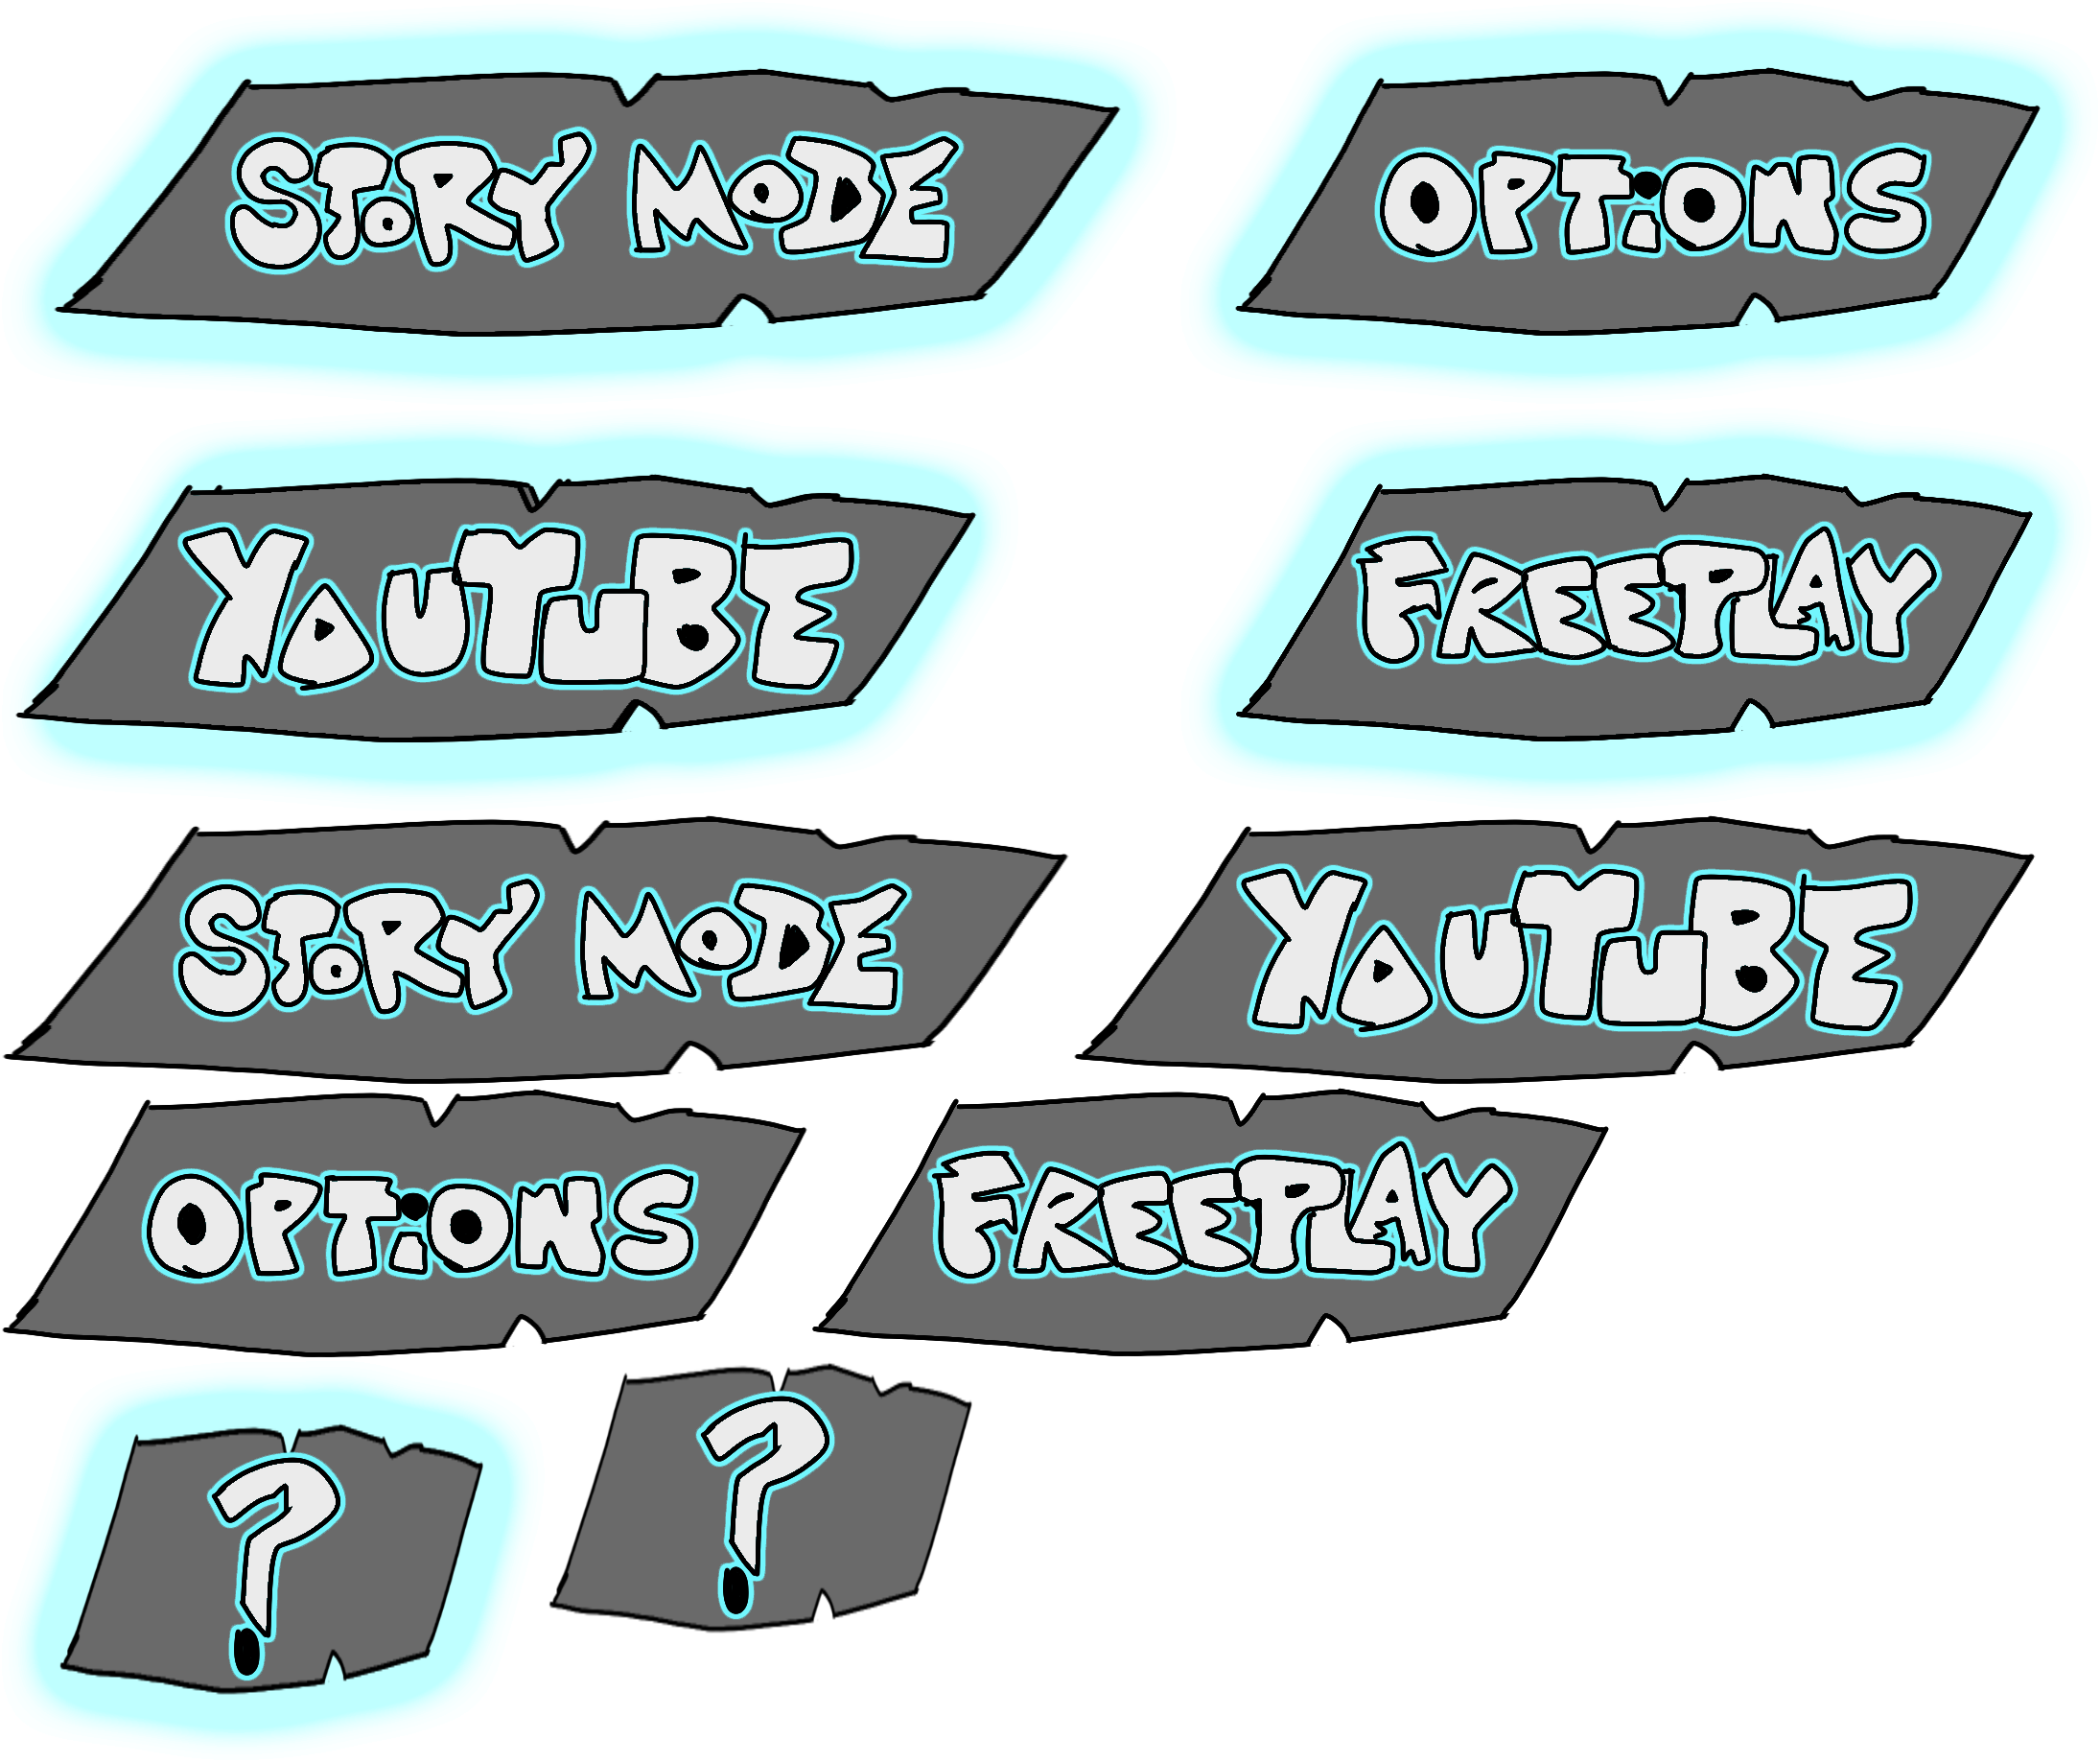 STORY MODE
OPTIONS
YOUTUBE
FREEPLAY
STORY MODE
YOUTUBE
OPTIONS
FREEPLAY
?
?